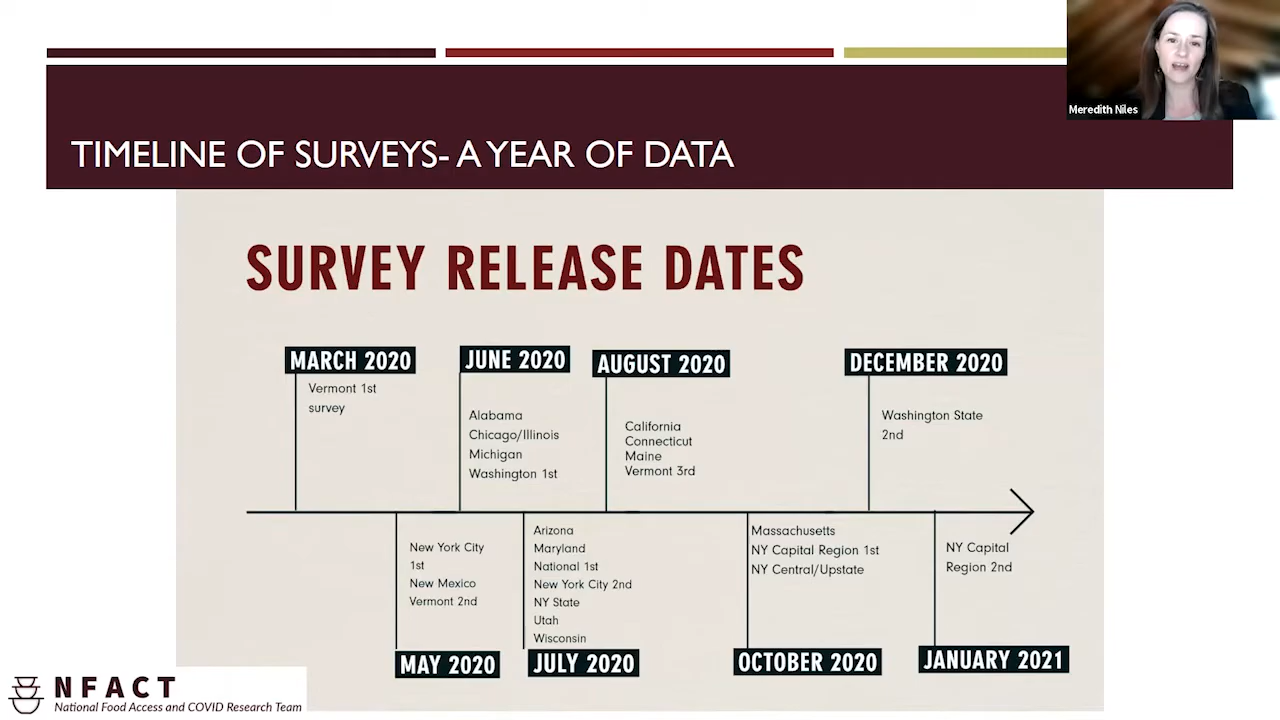 Meredith Niles
TIMELINE OF SURVEYS- A YEAR OF DATA
SURVEY RELEASE DATES
MARCH 2020
Vermont 1st
survey
JUNE 2020
Alabama
Chicago/Illinois
Michigan
Washington 1st
AUGUST 2020
California
Connecticut
Maine
Vermont 3rd
DECEMBER 2020
Washington State
2nd
New York City
1st
New Mexico
Vermont 2nd
MAY 2020
Arizona
Maryland
National 1st
New York City 2nd
NY State
Utah
Wisconsin
JULY 2020
Massachusetts
NY Capital Region 1st
NY Central/Upstate
OCTOBER 2020
NY Capital
Region 2nd
JANUARY 2021
NFACT
National Food Access and COVID Research Team